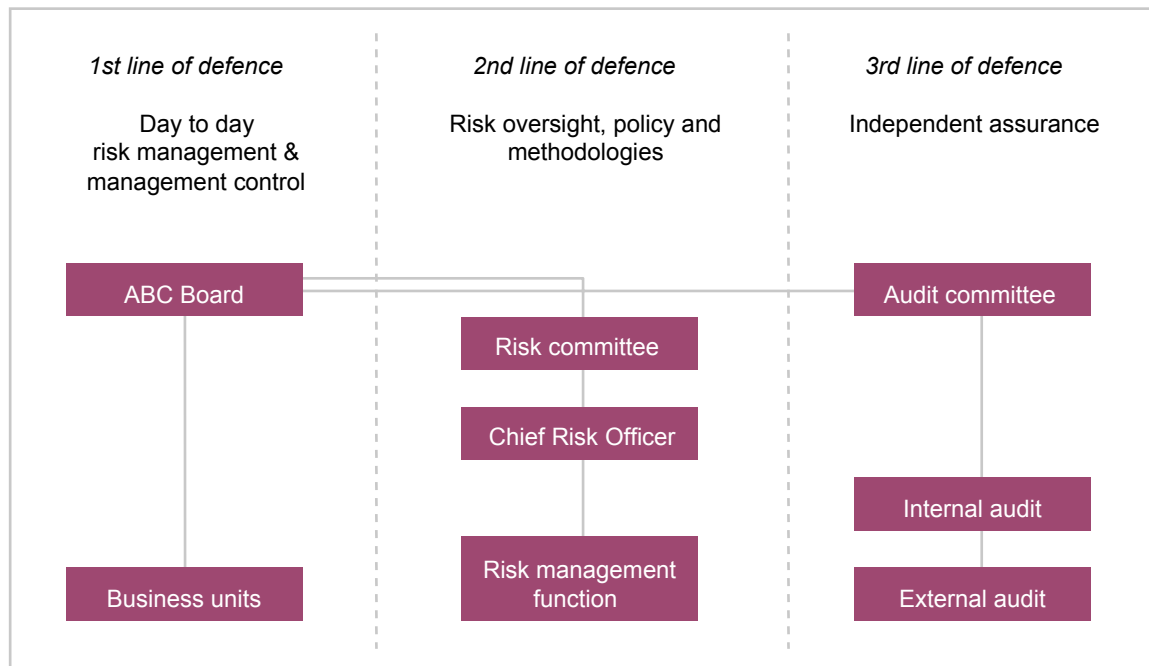 1st line of defence
Day to day
risk management &
management control
2nd line of defence
Risk oversight, policy and
methodologies
3rd line of defence
Independent assurance
ABC Board
Business units
Risk committee
Chief Risk Officer
Risk management
function
Audit committee
Internal audit
External audit